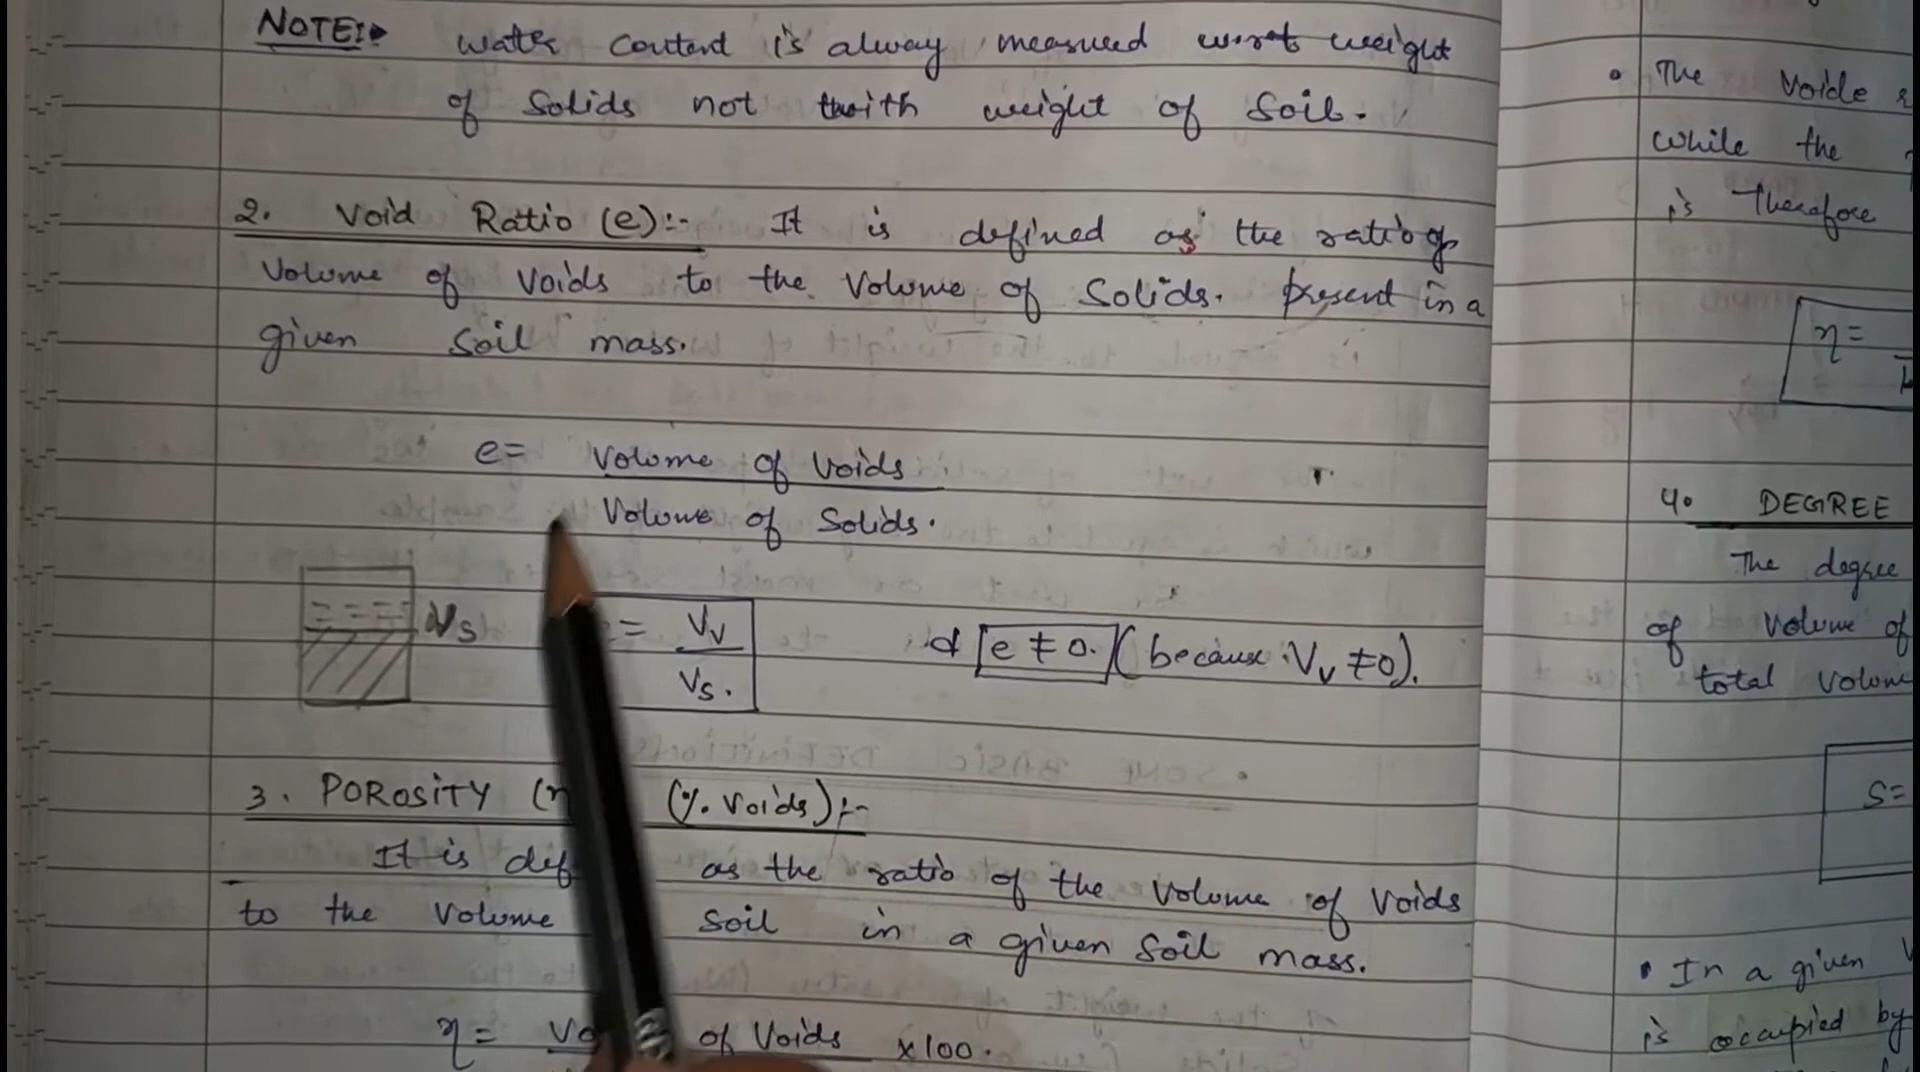 NOTE:- water content is alway measured w.r.t weight
of Solids not with weight of Soil.
2. Void Ratio (e):- It is defined as the ratio of
Volume of Voids to the Volume of Solids. Present in a
given Soil mass.
e= Volume of Voids
Volume of Solids.
Vs
= Vv
Vs.
e ≠ 0. (because Vv ≠ 0).
3. POROSITY (η (%. Voids):-
It is def as the ratio of the Volume of Voids
to the Volume soil in a given Soil mass.
η= Vo of Voids x100.
• The Voide
while the
is Therefore
η=
4. DEGREE
The degree
of Volume of
total Volume
S=
• In a given V
is occupied by